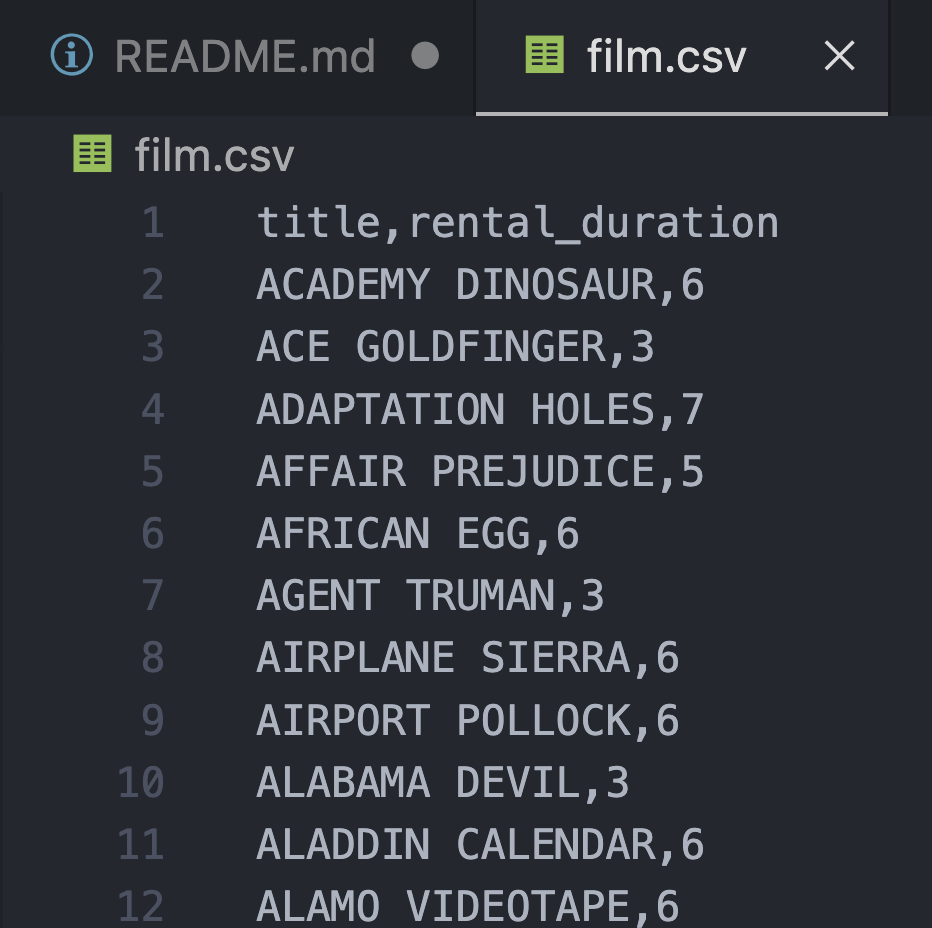 README.md
film.csv
film.csv
1 title,rental_duration
2 ACADEMY DINOSAUR,6
3 ACE GOLDFINGER,3
4 ADAPTATION HOLES,7
5 AFFAIR PREJUDICE,5
6 AFRICAN EGG,6
7 AGENT TRUMAN,3
8 AIRPLANE SIERRA,6
9 AIRPORT POLLOCK,6
10 ALABAMA DEVIL,3
11 ALADDIN CALENDAR,6
12 ALAMO VIDEOTAPE,6